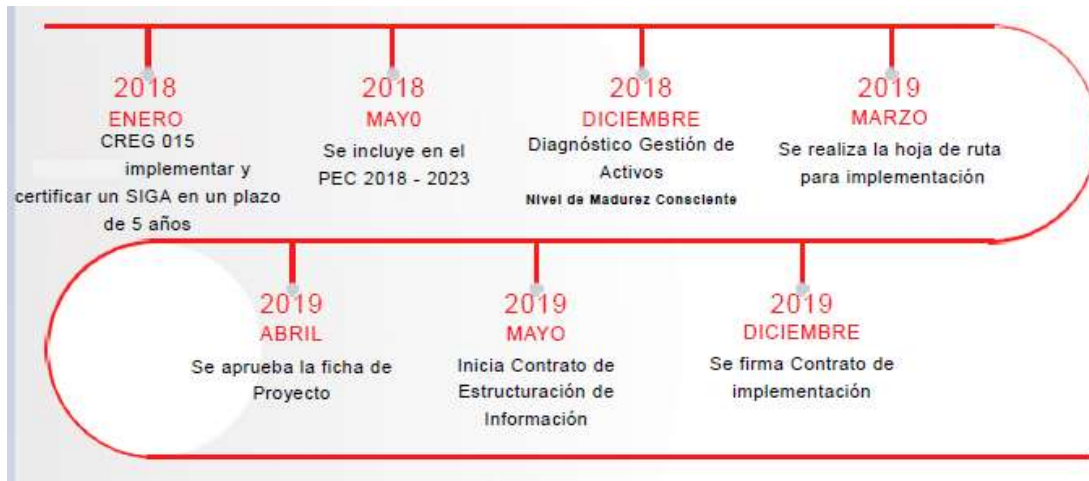 2018
ENERO
CREG 015
implementar y
certificar un SIGA en un plazo
de 5 años
2018
MAY0
Se incluye en el
PEC 2018 - 2023
2018
DICIEMBRE
Diagnóstico Gestión de
Activos
Nivel de Madurez Consciente
2019
MARZO
Se realiza la hoja de ruta
para implementación
2019
ABRIL
Se aprueba la ficha de
Proyecto
2019
MAYO
Inicia Contrato de
Estructuración de
Información
2019
DICIEMBRE
Se firma Contrato de
implementación